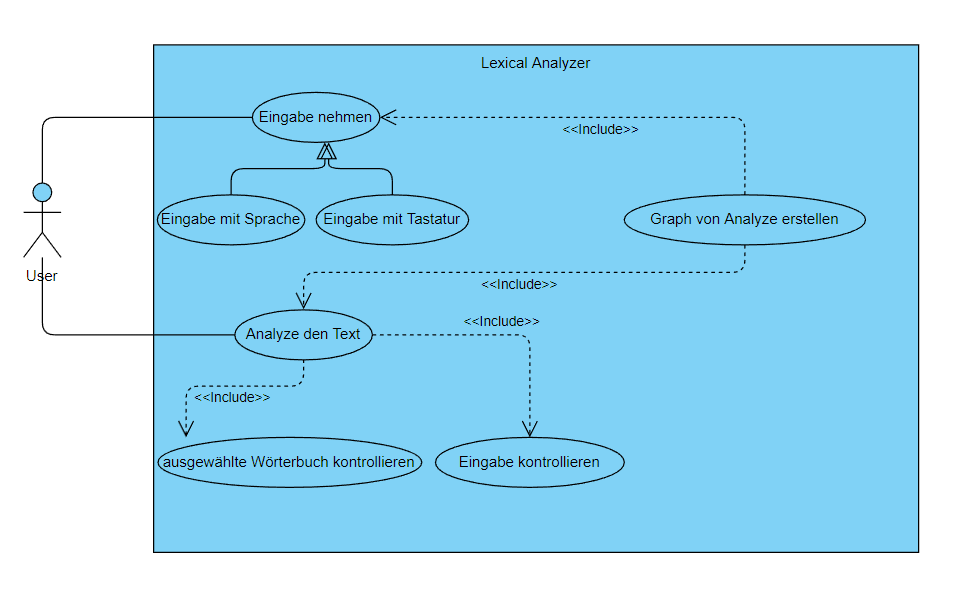 Lexical Analyzer
Eingabe nehmen
<<Include>>
Eingabe mit Sprache
Eingabe mit Tastatur
Graph von Analyze erstellen
User
<<Include>>
<<Include>>
Analyze den Text
<<Include>>
ausgewählte Wörterbuch kontrollieren
Eingabe kontrollieren